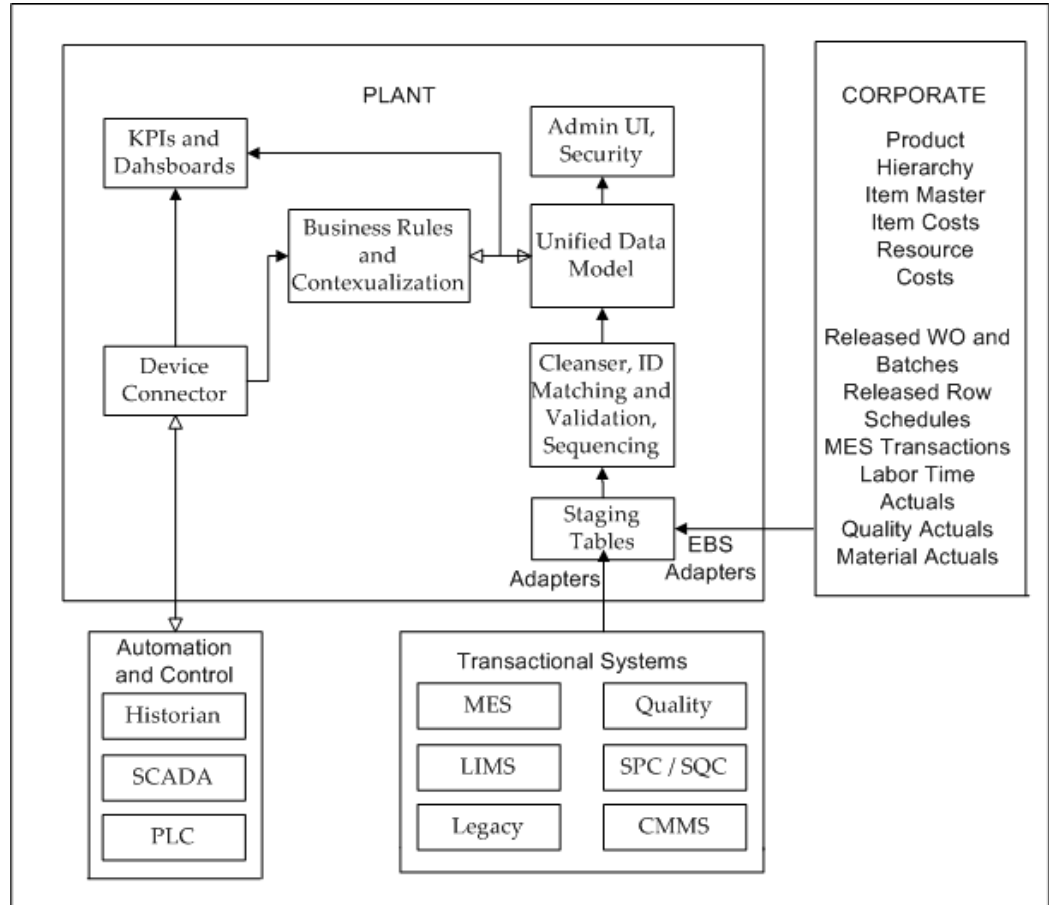 PLANT
KPIs and
Dahsboards
Admin UI,
Security
Business Rules
and
Contexualization
Unified Data
Model
Device
Connector
Cleanser, ID
Matching and
Validation,
Sequencing
Staging
Tables
Adapters
EBS
Adapters
CORPORATE
Product
Hierarchy
Item Master
Item Costs
Resource
Costs
Released WO and
Batches
Released Row
Schedules
MES Transactions
Labor Time
Actuals
Quality Actuals
Material Actuals
Automation
and Control
Historian
SCADA
PLC
Transactional Systems
MES
Quality
LIMS
SPC / SQC
Legacy
CMMS